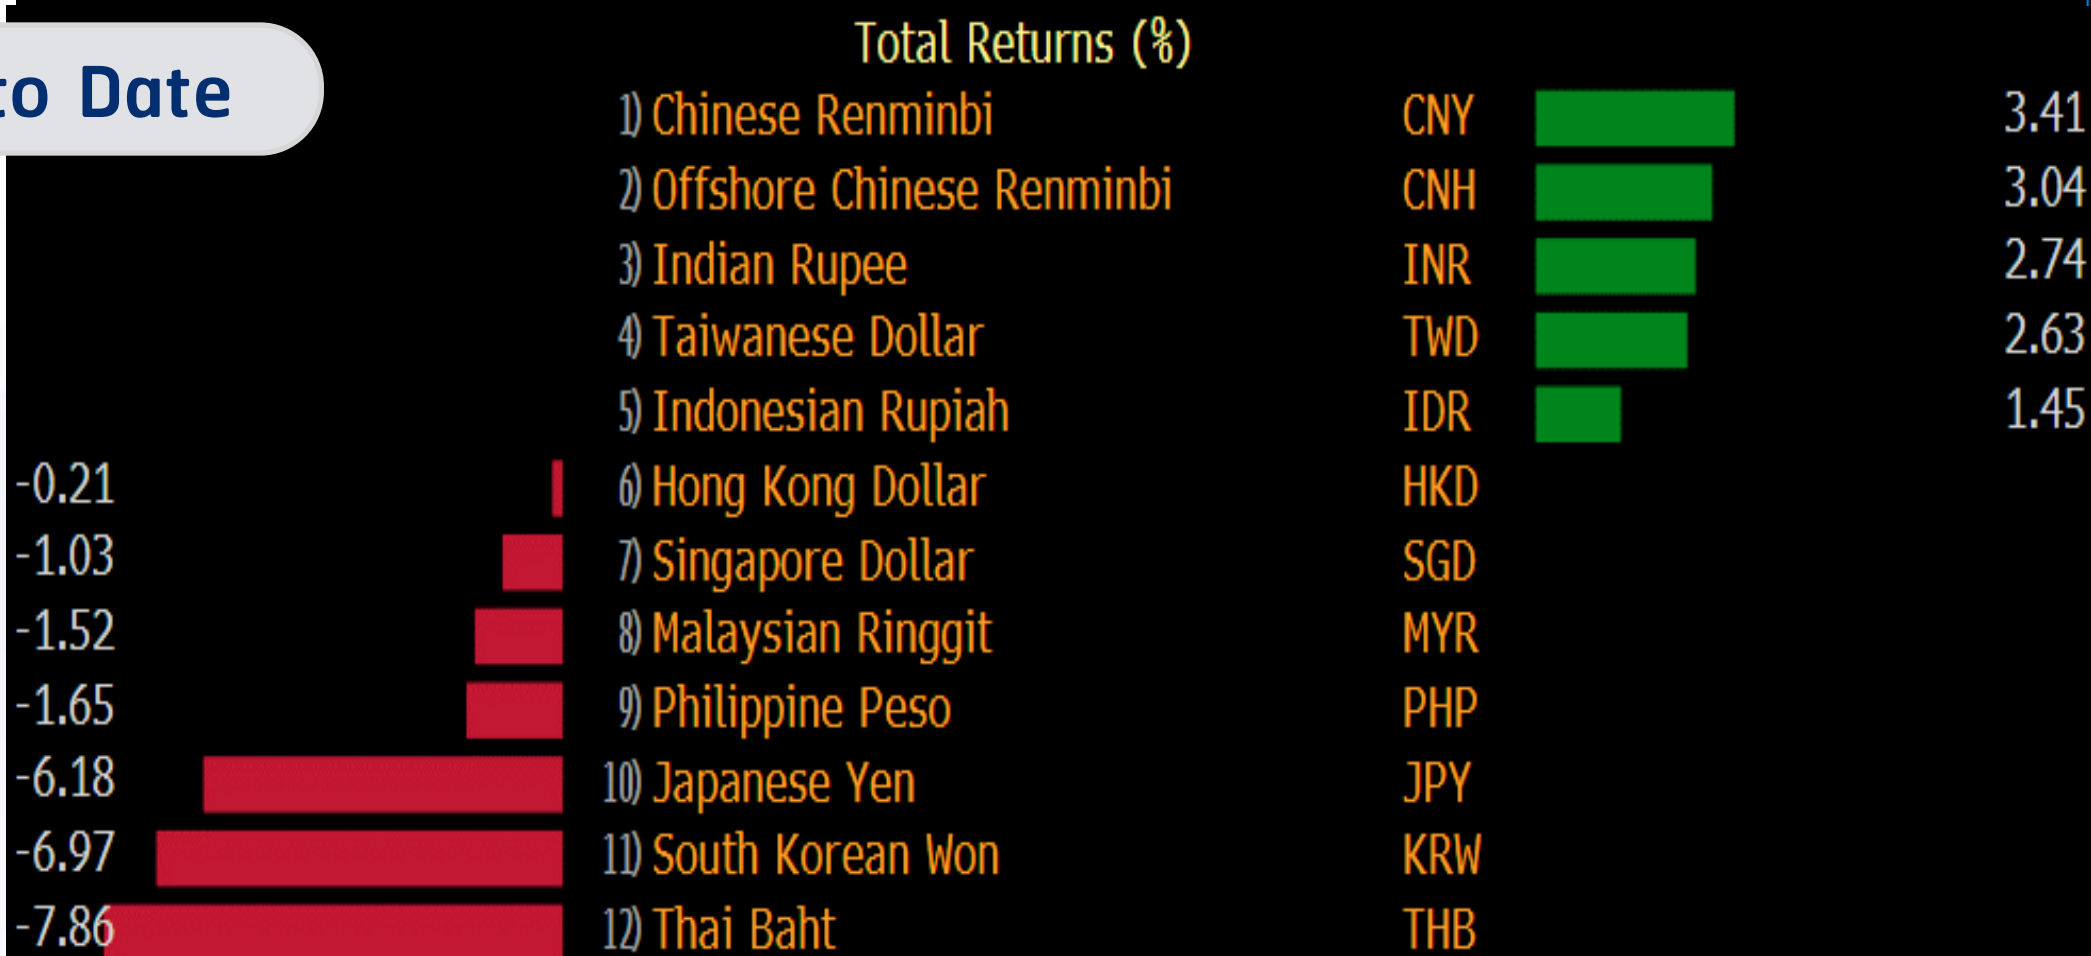 Total Returns (%)
to Date
1) Chinese Renminbi CNY 3.41
2) Offshore Chinese Renminbi CNH 3.04
3) Indian Rupee INR 2.74
4) Taiwanese Dollar TWD 2.63
5) Indonesian Rupiah IDR 1.45
-0.21 6) Hong Kong Dollar HKD
-1.03 7) Singapore Dollar SGD
-1.52 8) Malaysian Ringgit MYR
-1.65 9) Philippine Peso PHP
-6.18 10) Japanese Yen JPY
-6.97 11) South Korean Won KRW
-7.86 12) Thai Baht THB